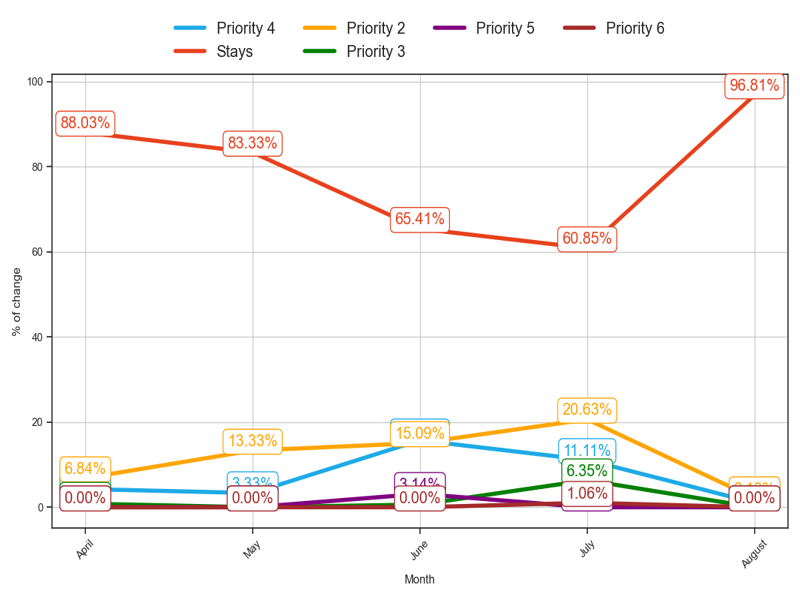 Priority 4 Priority 2 Priority 5 Priority 6
Stays Priority 3
100
80
60
40
20
0
% of change
88.03%
83.33%
65.41%
60.85%
96.81%
6.84%
13.33%
15.09%
20.63%
3.33%
11.11%
3.14%
6.35%
0.00%
0.00%
0.00%
1.06%
0.00%
April
May
June
July
August
Month